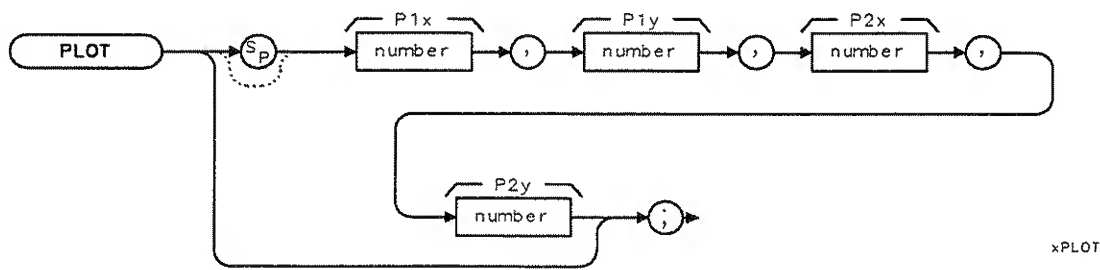 P1x P1y P2x
PLOT SP number , number , number ,
P2y
number ;
xPLOT